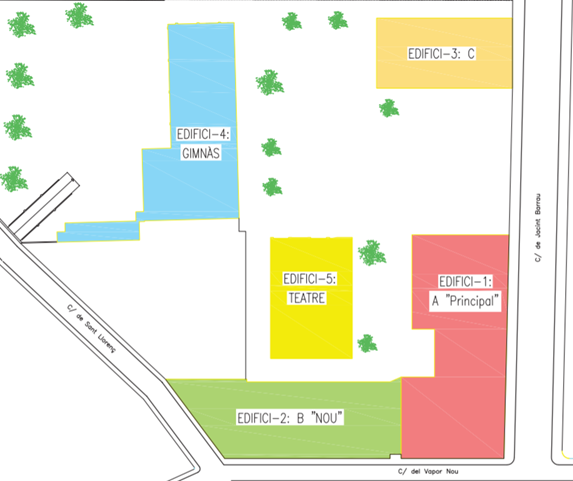 EDIFICI-3: C
EDIFICI-4:
GIMNÀS
C/ de Jacint Barrau
EDIFICI-5:
TEATRE
EDIFICI-1:
A "Principal"
C/ de Sant Llorenç
EDIFICI-2: B "NOU"
C/ del Vapor Nou